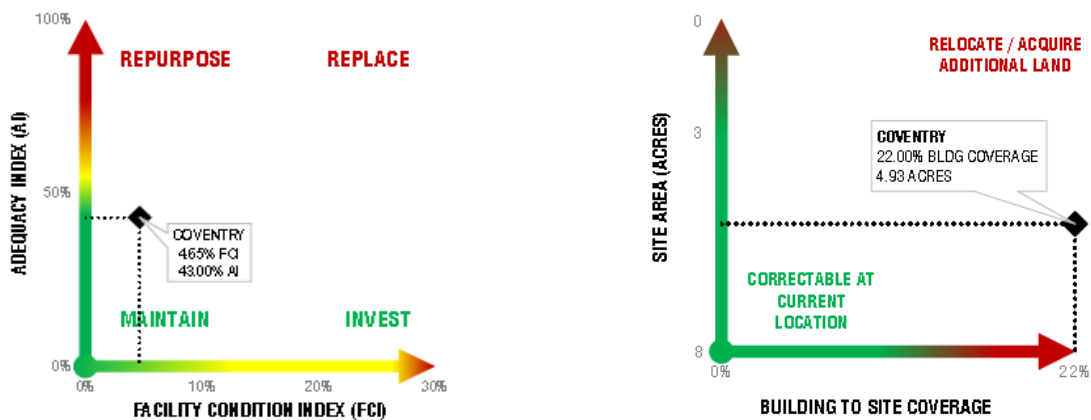 100%
REPURPOSE
REPLACE
ADEQUACY INDEX (AI)
50%
COVENTRY
4.65% FCI
43.00% AI
MAINTAIN
INVEST
0%
0%
10%
20%
30%
FACILITY CONDITION INDEX (FCI)
0
RELOCATE / ACQUIRE
ADDITIONAL LAND
3
SITE AREA (ACRES)
COVENTRY
22.00% BLDG COVERAGE
4.93 ACRES
CORRECTABLE AT
CURRENT
LOCATION
8
0%
22%
BUILDING TO SITE COVERAGE